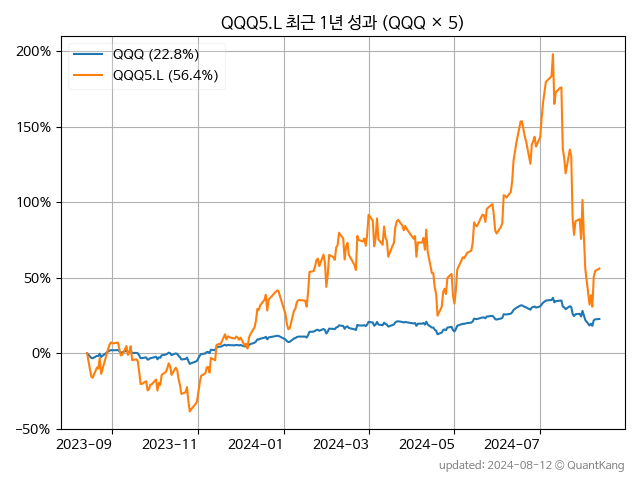 QQQ5.L 최근 1년 성과 (QQQ × 5)
QQQ (22.8%)
QQQ5.L (56.4%)
200%
150%
100%
50%
0%
−50%
2023-09 2023-11 2024-01 2024-03 2024-05 2024-07
updated: 2024-08-12 © QuantKang